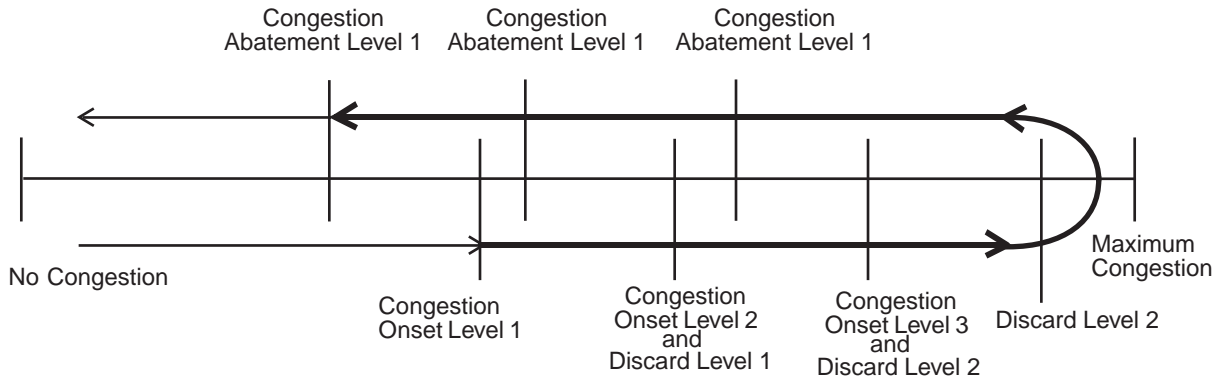 Congestion
Abatement Level 1
Congestion
Abatement Level 1
Congestion
Abatement Level 1
No Congestion
Maximum
Congestion
Congestion
Onset Level 1
Congestion
Onset Level 2
and
Discard Level 1
Congestion
Onset Level 3
and
Discard Level 2
Discard Level 2